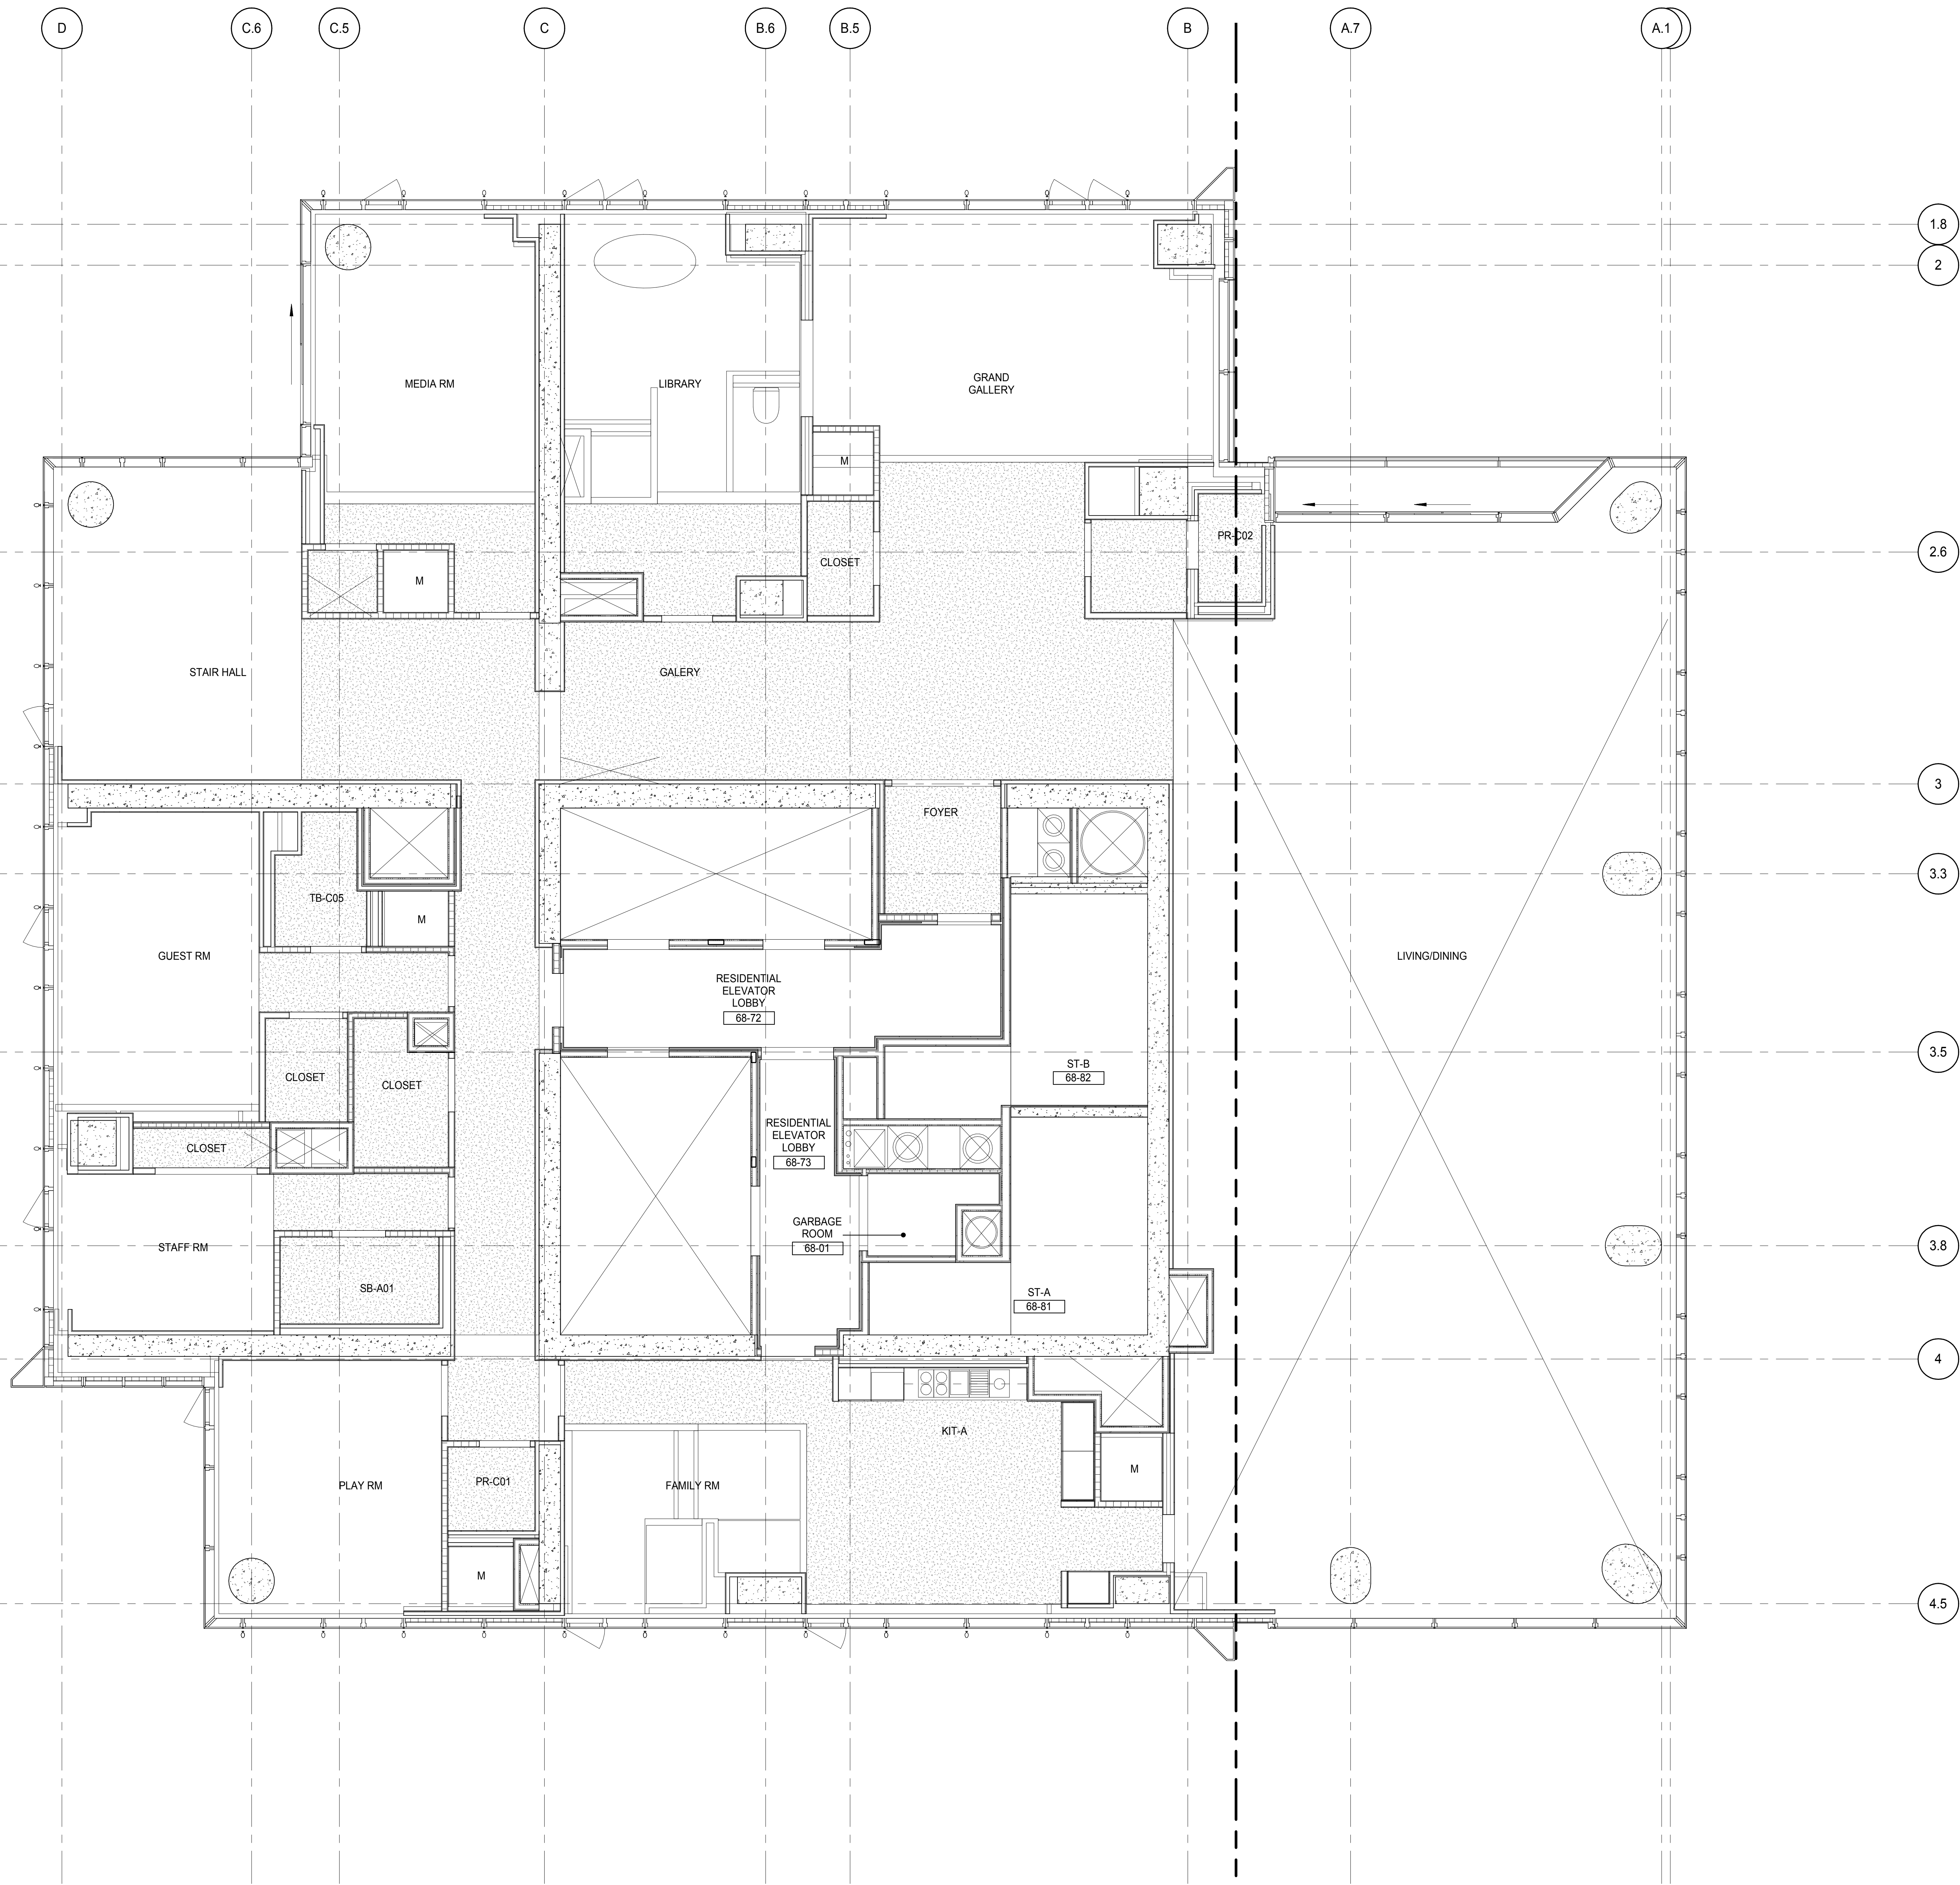 D
C.6
C.5
C
B.6
B.5
B
A.7
A.1
1.8
2
MEDIA RM
LIBRARY
GRAND
GALLERY
M
PR-C02
2.6
CLOSET
M
STAIR HALL
GALERY
3
FOYER
3.3
TB-C05
M
GUEST RM
LIVING/DINING
RESIDENTIAL
ELEVATOR
LOBBY
68-72
3.5
ST-B
68-82
CLOSET
CLOSET
RESIDENTIAL
ELEVATOR
LOBBY
68-73
CLOSET
GARBAGE
ROOM
68-01
STAFF RM
3.8
SB-A01
ST-A
68-81
4
KIT-A
M
PR-C01
PLAY RM
FAMILY RM
M
4.5